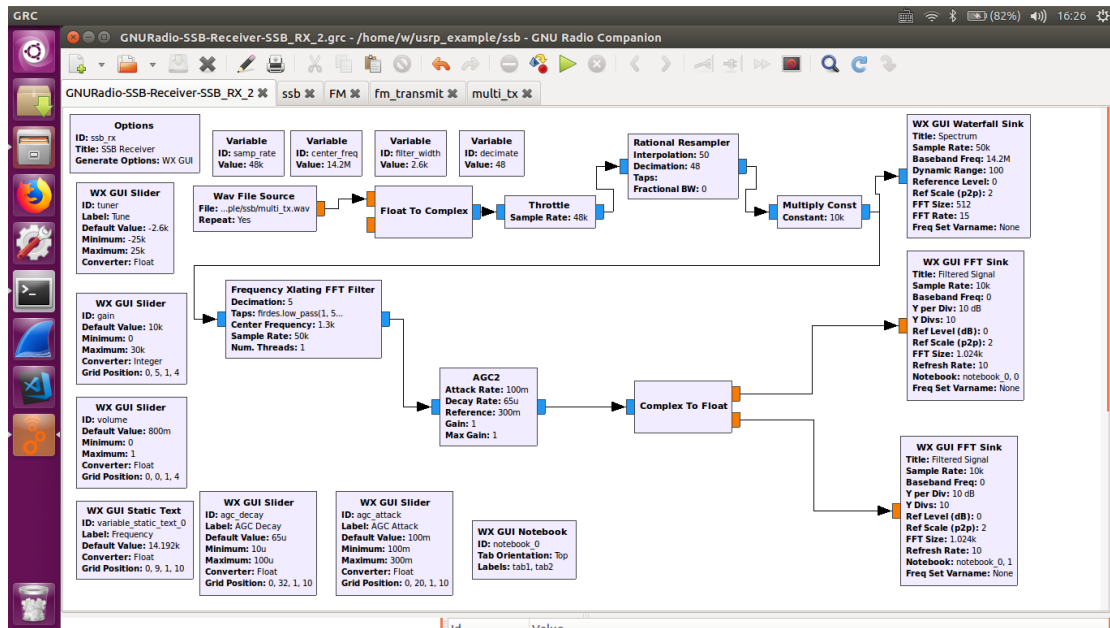 GRC
(82%)
16:26
GNURadio-SSB-Receiver-SSB_RX_2.grc - /home/w/usrp_example/ssb - GNU Radio Companion
GNURadio-SSB-Receiver-SSB_RX_2
ssb
FM
fm_transmit
multi_tx
Options
ID: ssb_rx
Title: SSB Receiver
Generate Options: WX GUI
Variable
ID: samp_rate
Value: 48k
Variable
ID: center_freq
Value: 14.2M
Variable
ID: filter_width
Value: 2.6k
Variable
ID: decimate
Value: 48
Rational Resampler
Interpolation: 50
Decimation: 48
Taps:
Fractional BW: 0
WX GUI Waterfall Sink
Title: Spectrum
Sample Rate: 50k
Baseband Freq: 14.2M
Dynamic Range: 100
Reference Level: 0
Ref Scale (p2p): 2
FFT Size: 512
FFT Rate: 15
Freq Set Varname: None
WX GUI Slider
ID: tuner
Label: Tune
Default Value: -2.6k
Minimum: -25k
Maximum: 25k
Converter: Float
Wav File Source
File: ...ple/ssb/multi_tx.wav
Repeat: Yes
Float To Complex
Throttle
Sample Rate: 48k
Multiply Const
Constant: 10k
WX GUI Slider
ID: gain
Default Value: 10k
Minimum: 0
Maximum: 30k
Converter: Integer
Grid Position: 0, 5, 1, 4
Frequency Xlating FFT Filter
Decimation: 5
Taps: firdes.low_pass(1, 5...
Center Frequency: 1.3k
Sample Rate: 50k
Num. Threads: 1
WX GUI FFT Sink
Title: Filtered Signal
Sample Rate: 10k
Baseband Freq: 0
Y per Div: 10 dB
Y Divs: 10
Ref Level (dB): 0
Ref Scale (p2p): 2
FFT Size: 1.024k
Refresh Rate: 10
Notebook: notebook_0, 0
Freq Set Varname: None
AGC2
Attack Rate: 100m
Decay Rate: 65u
Reference: 300m
Gain: 1
Max Gain: 1
Complex To Float
WX GUI Slider
ID: volume
Default Value: 800m
Minimum: 0
Maximum: 1
Converter: Float
Grid Position: 0, 0, 1, 4
WX GUI FFT Sink
Title: Filtered Signal
Sample Rate: 10k
Baseband Freq: 0
Y per Div: 10 dB
Y Divs: 10
Ref Level (dB): 0
Ref Scale (p2p): 2
FFT Size: 1.024k
Refresh Rate: 10
Notebook: notebook_0, 1
Freq Set Varname: None
WX GUI Static Text
ID: variable_static_text_0
Label: Frequency
Default Value: 14.192k
Converter: Float
Grid Position: 0, 9, 1, 10
WX GUI Slider
ID: agc_decay
Label: AGC Decay
Default Value: 65u
Minimum: 10u
Maximum: 100u
Converter: Float
Grid Position: 0, 32, 1, 10
WX GUI Slider
ID: agc_attack
Label: AGC Attack
Default Value: 100m
Minimum: 100m
Maximum: 300m
Converter: Float
Grid Position: 0, 20, 1, 10
WX GUI Notebook
ID: notebook_0
Tab Orientation: Top
Labels: tab1, tab2
Id
Value